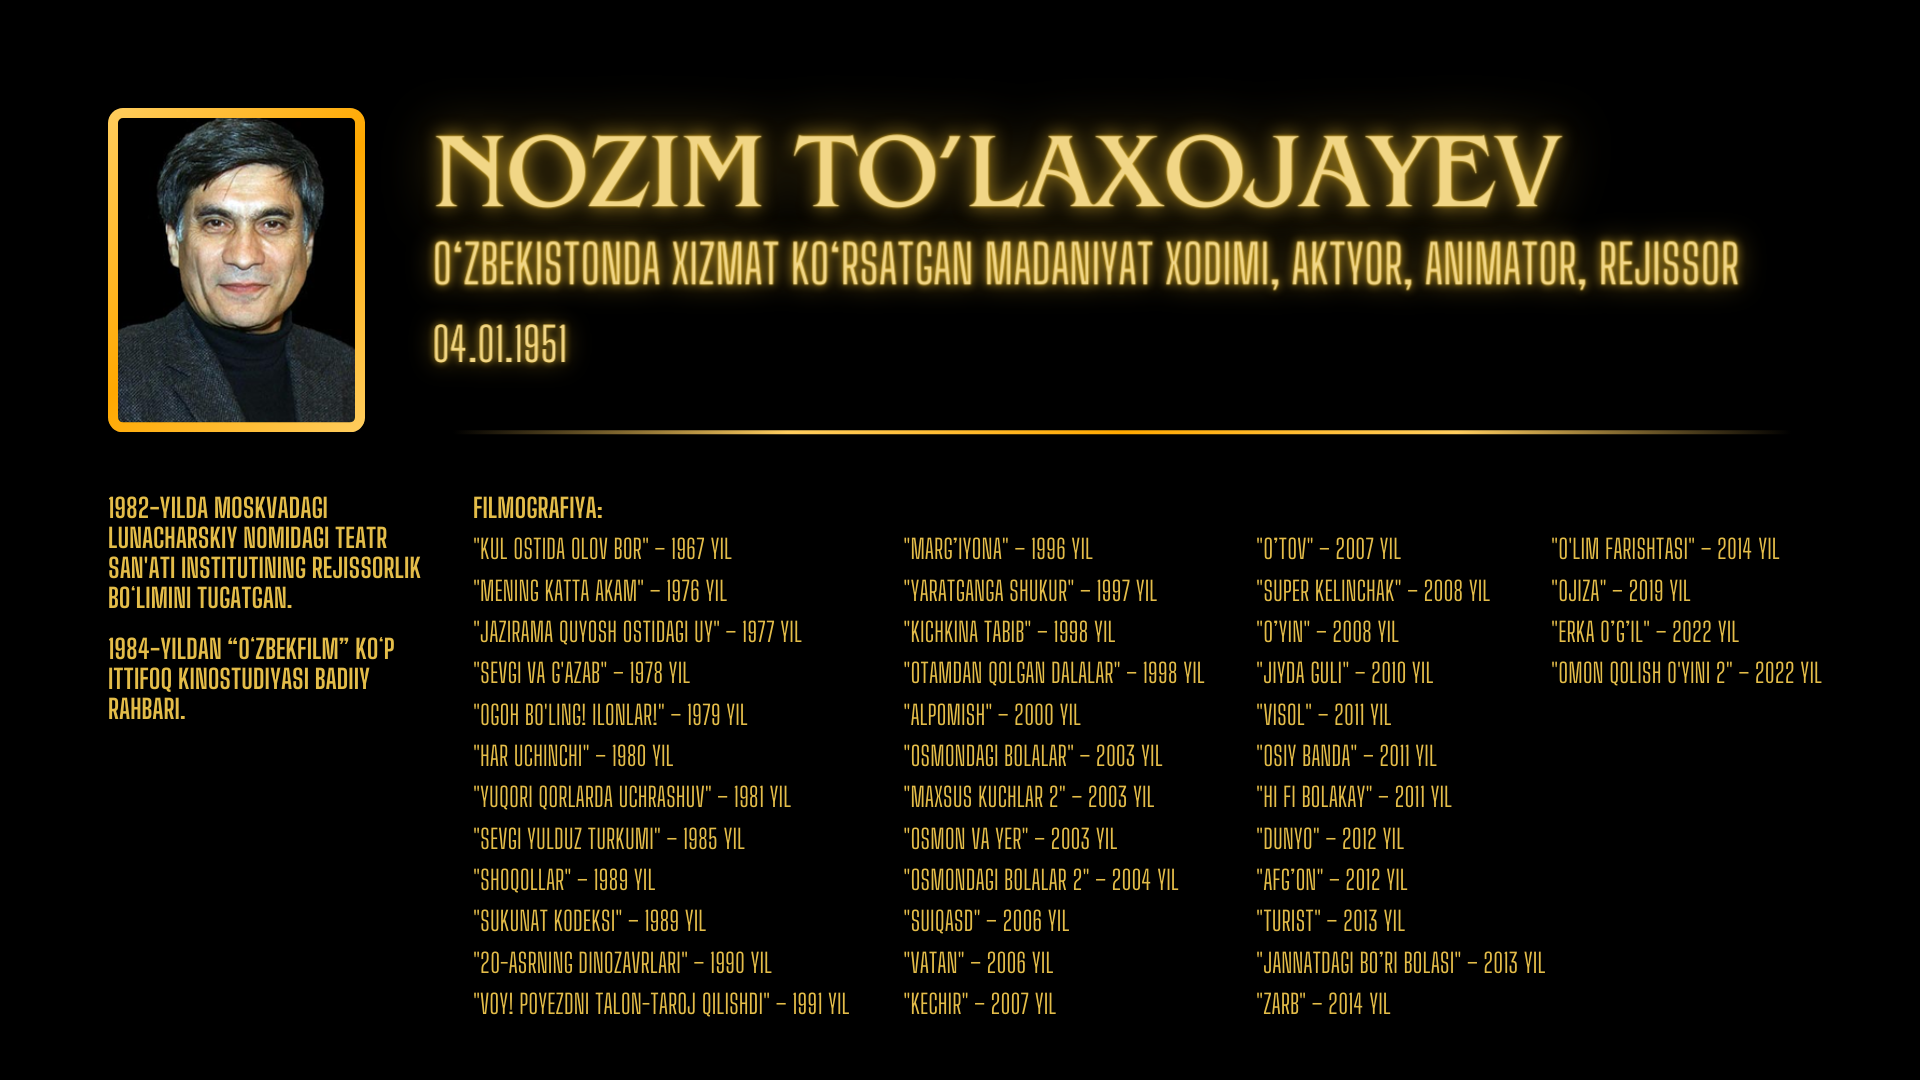 NOZIM TO'LAXOJAYEV
O‘ZBEKISTONDA XIZMAT KO‘RSATGAN MADANIYAT XODIMI, AKTYOR, ANIMATOR, REJISSOR
04.01.1951
1982-YILDA MOSKVADAGI
LUNACHARSKIY NOMIDAGI TEATR
SAN'ATI INSTITUTINING REJISSORLIK
BO‘LIMINI TUGATGAN.
1984-YILDAN “O‘ZBEKFILM” KO‘P
ITTIFOQ KINOSTUDIYASI BADIIY
RAHBARI.
FILMOGRAFIYA:
"KUL OSTIDA OLOV BOR" – 1967 YIL
"MENING KATTA AKAM" – 1976 YIL
"JAZIRAMA QUYOSH OSTIDAGI UY" – 1977 YIL
"SEVGI VA G'AZAB" – 1978 YIL
"OGOH BO'LING! ILONLAR!" – 1979 YIL
"HAR UCHINCHI" – 1980 YIL
"YUQORI QORLARDA UCHRASHUV" – 1981 YIL
"SEVGI YULDUZ TURKUMI" – 1985 YIL
"SHOQOLLAR" – 1989 YIL
"SUKUNAT KODEKSI" – 1989 YIL
"20-ASRNING DINOZAVRLARI" – 1990 YIL
"VOY! POYEZDNI TALON-TAROJ QILISHDI" – 1991 YIL
"MARG’IYONA" – 1996 YIL
"YARATGANGA SHUKUR" – 1997 YIL
"KICHKINA TABIB" – 1998 YIL
"OTAMDAN QOLGAN DALALAR" – 1998 YIL
"ALPOMISH" – 2000 YIL
"OSMONDAGI BOLALAR" – 2003 YIL
"MAXSUS KUCHLAR 2" – 2003 YIL
"OSMON VA YER" – 2003 YIL
"OSMONDAGI BOLALAR 2" – 2004 YIL
"SUIQASD" – 2006 YIL
"VATAN" – 2006 YIL
"KECHIR" – 2007 YIL
"O’TOV" – 2007 YIL
"SUPER KELINCHAK" – 2008 YIL
"O’YIN" – 2008 YIL
"JIYDA GULI" – 2010 YIL
"VISOL" – 2011 YIL
"OSIY BANDA" – 2011 YIL
"HI FI BOLAKAY" – 2011 YIL
"DUNYO" – 2012 YIL
"AFG’ON" – 2012 YIL
"TURIST" – 2013 YIL
"JANNATDAGI BO’RI BOLASI" – 2013 YIL
"ZARB" – 2014 YIL
"O'LIM FARISHTASI" – 2014 YIL
"OJIZA" – 2019 YIL
"ERKA O’G’IL" – 2022 YIL
"OMON QOLISH O'YINI 2" – 2022 YIL